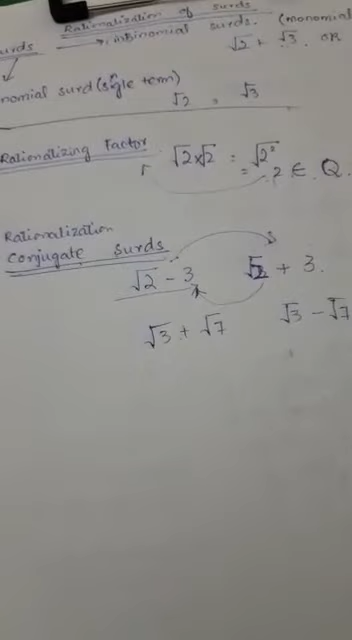 Rationalization of surds
surds → binomial surds. (monomial
√2 + √3. OR
nomial surd (single term)
√2, √3
Rationalizing Factor.
√2×√2 = √2²
= 2 ∈ Q.
Rationalization
Conjugate surds
√2 - 3 √2 + 3.
√3 + √7 √3 - √7